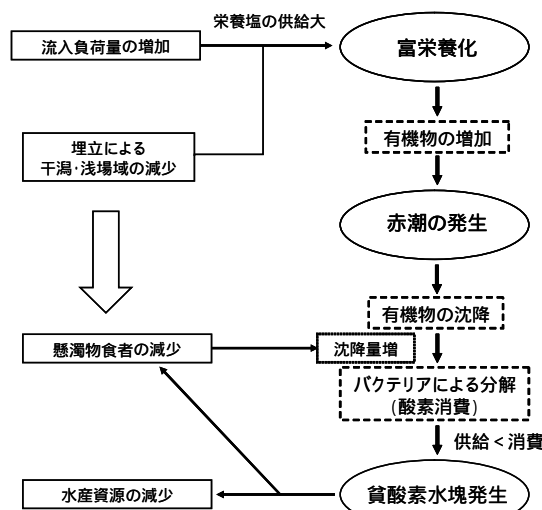 栄養塩の供給大
流入負荷量の増加
富栄養化
有機物の増加
埋立による
干潟・浅場域の減少
赤潮の発生
有機物の沈降
懸濁物食者の減少
沈降量増
バクテリアによる分解
(酸素消費)
供給<消費
水産資源の減少
貧酸素水塊発生